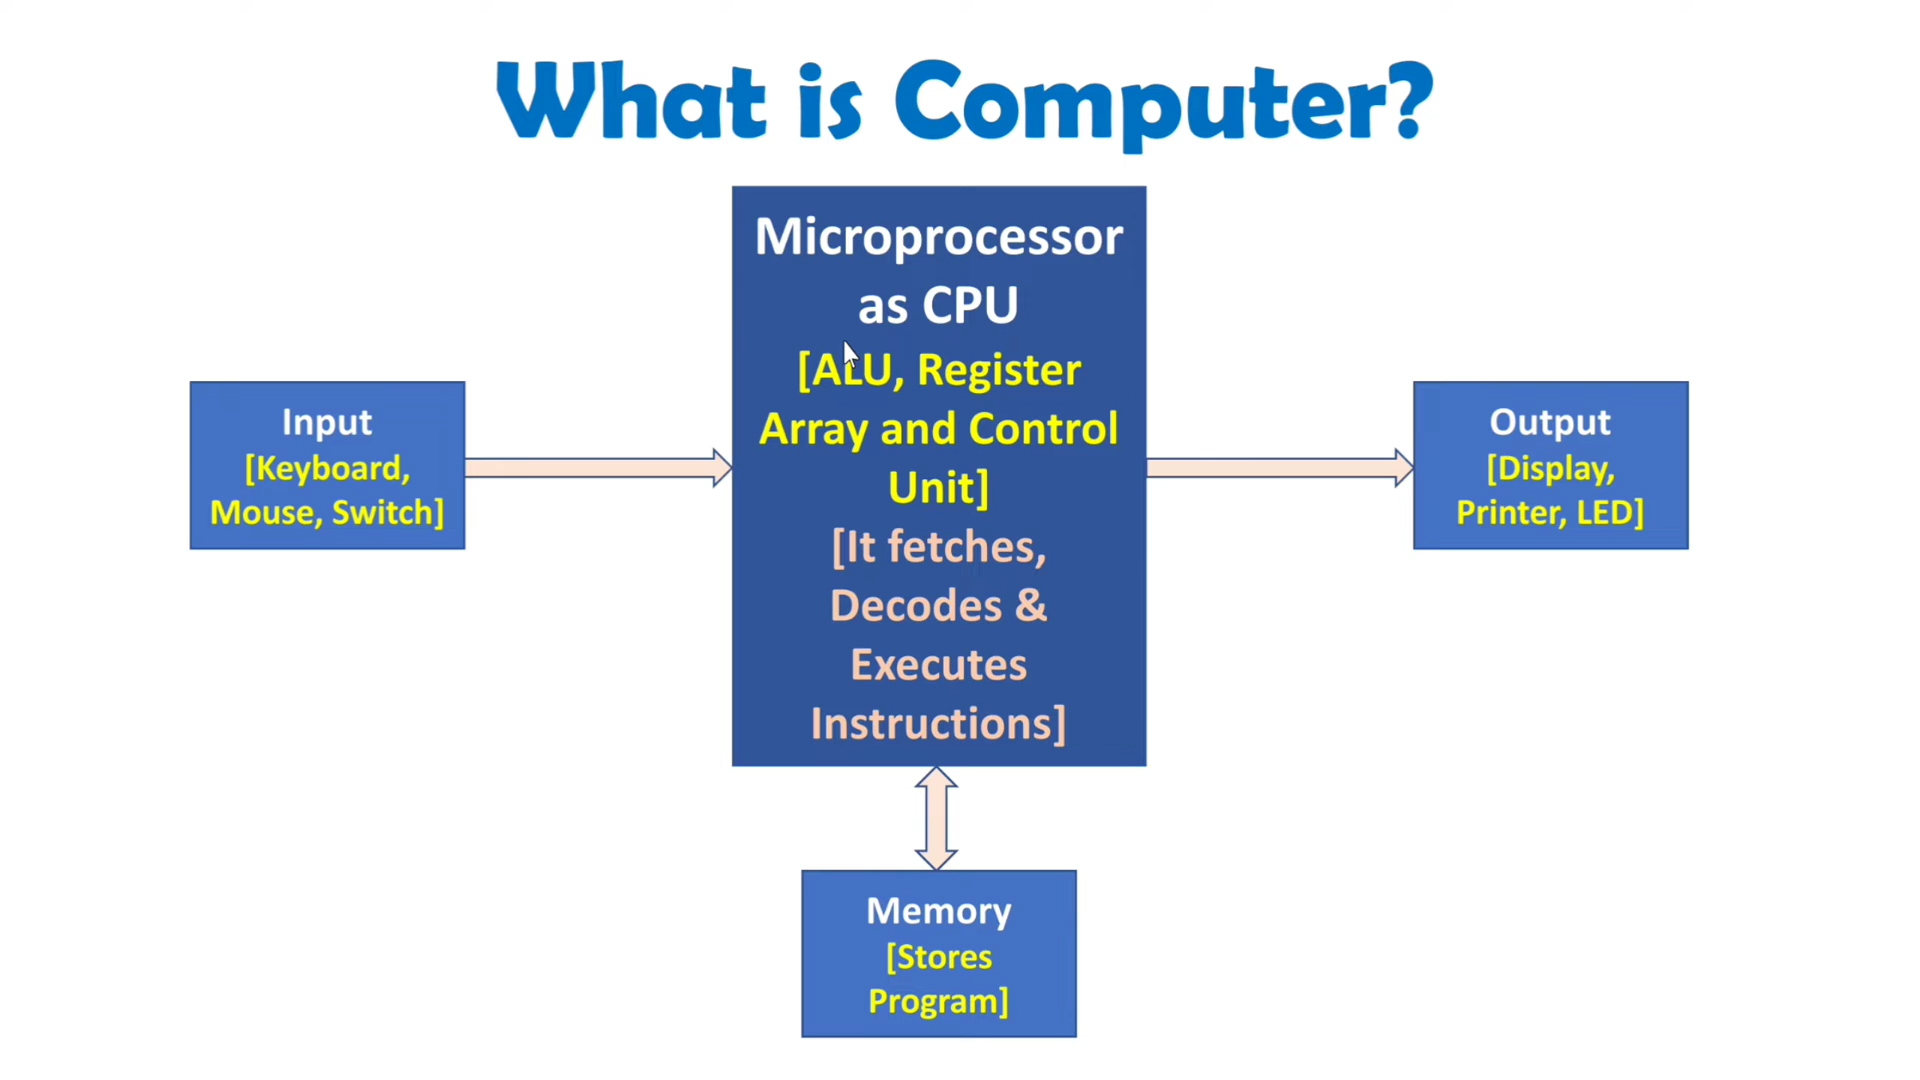 What is Computer?
Microprocessor
as CPU
[ALU, Register
Array and Control
Unit]
[It fetches,
Decodes &
Executes
Instructions]
Input
[Keyboard,
Mouse, Switch]
Output
[Display,
Printer, LED]
Memory
[Stores
Program]